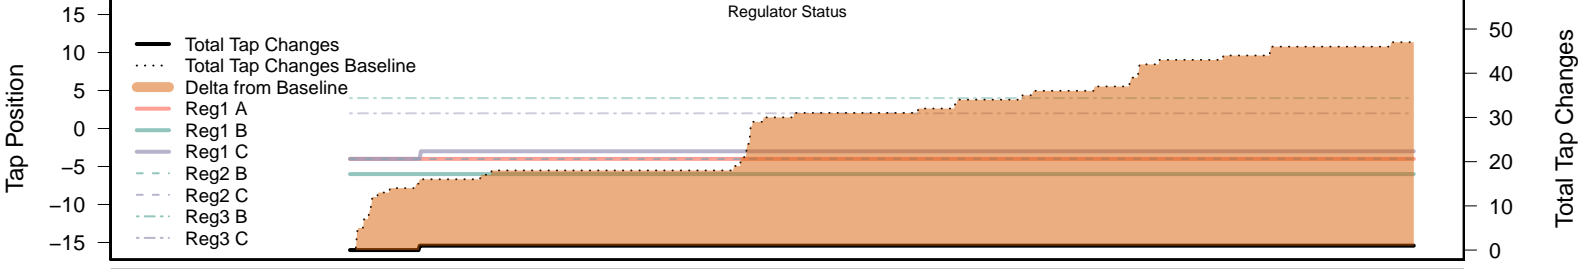 Regulator Status
Tap Position
15
10
5
0
−5
−10
−15
Total Tap Changes
Total Tap Changes Baseline
Delta from Baseline
Reg1 A
Reg1 B
Reg1 C
Reg2 B
Reg2 C
Reg3 B
Reg3 C
50
40
30
20
10
0
Total Tap Changes